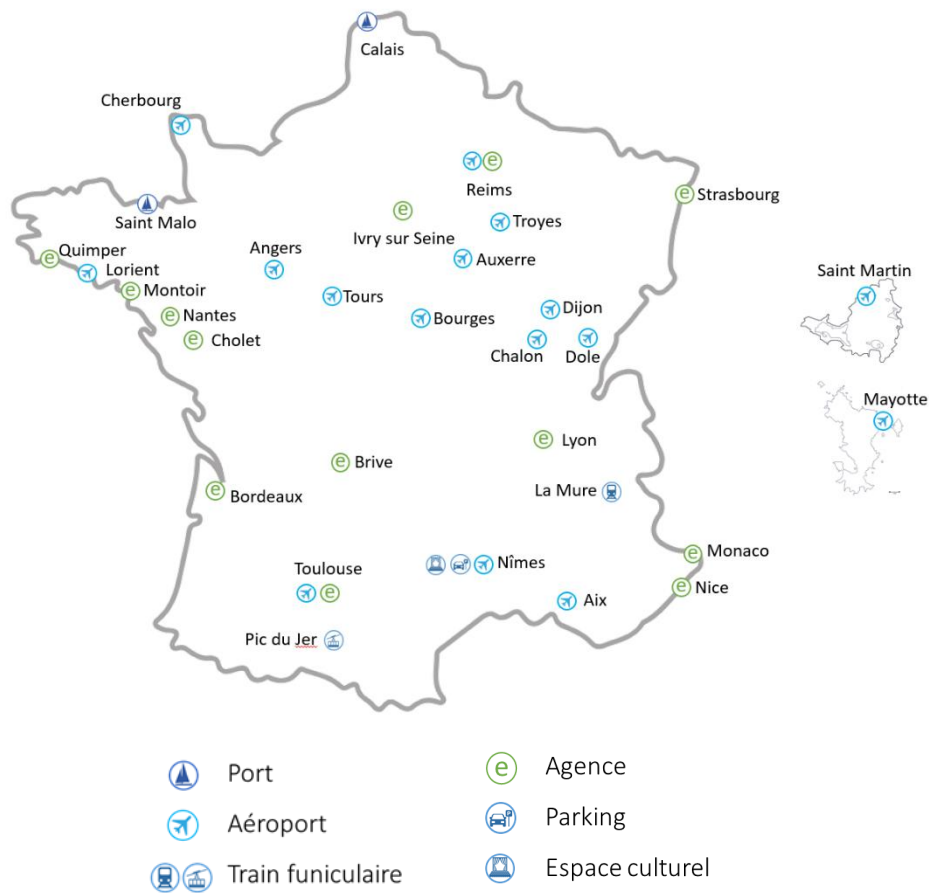 Calais
Cherbourg
Reims
Strasbourg
Saint Malo
Ivry sur Seine
Troyes
Quimper
Lorient
Angers
Auxerre
Saint Martin
Montoir
Tours
Nantes
Bourges
Dijon
Cholet
Chalon
Dole
Mayotte
Brive
Lyon
Bordeaux
La Mure
Monaco
Toulouse
Nîmes
Nice
Aix
Pic du Jer
Port
Agence
Aéroport
Parking
Train funiculaire
Espace culturel